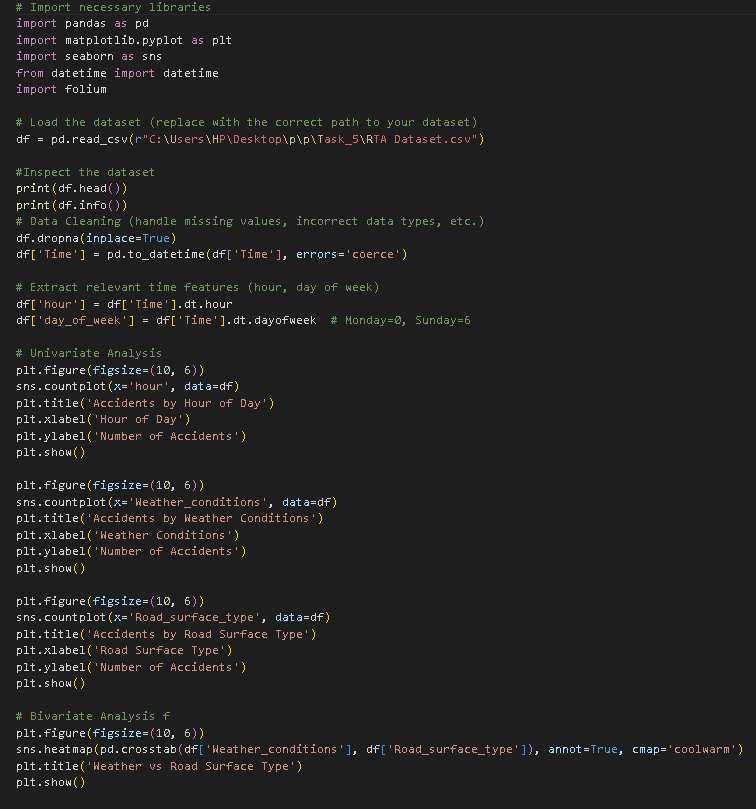 # Import necessary libraries
import pandas as pd
import matplotlib.pyplot as plt
import seaborn as sns
from datetime import datetime
import folium
# Load the dataset (replace with the correct path to your dataset)
df = pd.read_csv(r"C:\Users\HP\Desktop\p\p\Task_5\RTA Dataset.csv")
#Inspect the dataset
print(df.head())
print(df.info())
# Data Cleaning (handle missing values, incorrect data types, etc.)
df.dropna(inplace=True)
df['Time'] = pd.to_datetime(df['Time'], errors='coerce')
# Extract relevant time features (hour, day of week)
df['hour'] = df['Time'].dt.hour
df['day_of_week'] = df['Time'].dt.dayofweek  # Monday=0, Sunday=6
# Univariate Analysis
plt.figure(figsize=(10, 6))
sns.countplot(x='hour', data=df)
plt.title('Accidents by Hour of Day')
plt.xlabel('Hour of Day')
plt.ylabel('Number of Accidents')
plt.show()
plt.figure(figsize=(10, 6))
sns.countplot(x='Weather_conditions', data=df)
plt.title('Accidents by Weather Conditions')
plt.xlabel('Weather Conditions')
plt.ylabel('Number of Accidents')
plt.show()
plt.figure(figsize=(10, 6))
sns.countplot(x='Road_surface_type', data=df)
plt.title('Accidents by Road Surface Type')
plt.xlabel('Road Surface Type')
plt.ylabel('Number of Accidents')
plt.show()
# Bivariate Analysis f
plt.figure(figsize=(10, 6))
sns.heatmap(pd.crosstab(df['Weather_conditions'], df['Road_surface_type']), annot=True, cmap='coolwarm')
plt.title('Weather vs Road Surface Type')
plt.show()